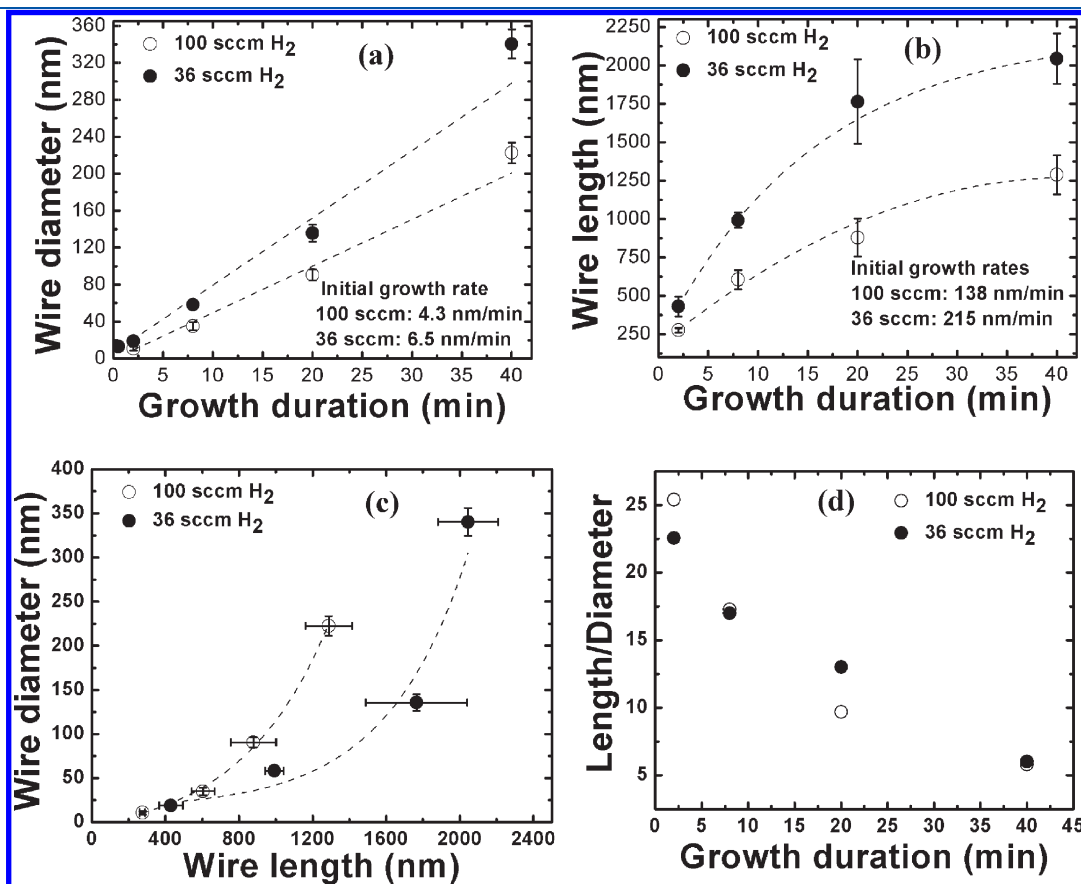 (a)
100 sccm H2
36 sccm H2
Wire diameter (nm)
360
320
280
240
200
160
120
80
40
0
Initial growth rate
100 sccm: 4.3 nm/min
36 sccm: 6.5 nm/min
0 5 10 15 20 25 30 35 40
Growth duration (min)
(b)
100 sccm H2
36 sccm H2
Wire length (nm)
2250
2000
1750
1500
1250
1000
750
500
250
Initial growth rates
100 sccm: 138 nm/min
36 sccm: 215 nm/min
0 5 10 15 20 25 30 35 40
Growth duration (min)
(c)
100 sccm H2
36 sccm H2
Wire diameter (nm)
400
350
300
250
200
150
100
50
0
0 400 800 1200 1600 2000 2400
Wire length (nm)
(d)
100 sccm H2
36 sccm H2
Length/Diameter
25
20
15
10
5
0 5 10 15 20 25 30 35 40 45
Growth duration (min)